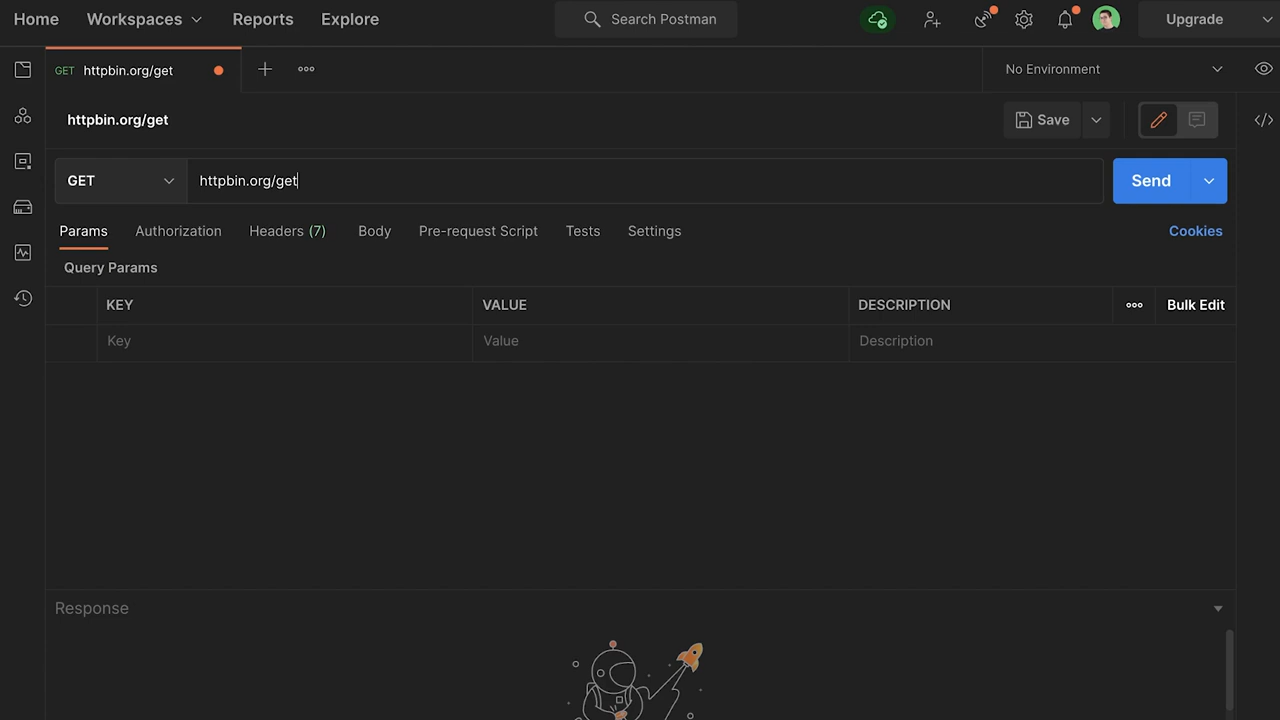 Home Workspaces Reports Explore Search Postman Upgrade
GET httpbin.org/get No Environment
httpbin.org/get Save
GET httpbin.org/get Send
Params Authorization Headers (7) Body Pre-request Script Tests Settings Cookies
Query Params
KEY VALUE DESCRIPTION Bulk Edit
Key Value Description
Response